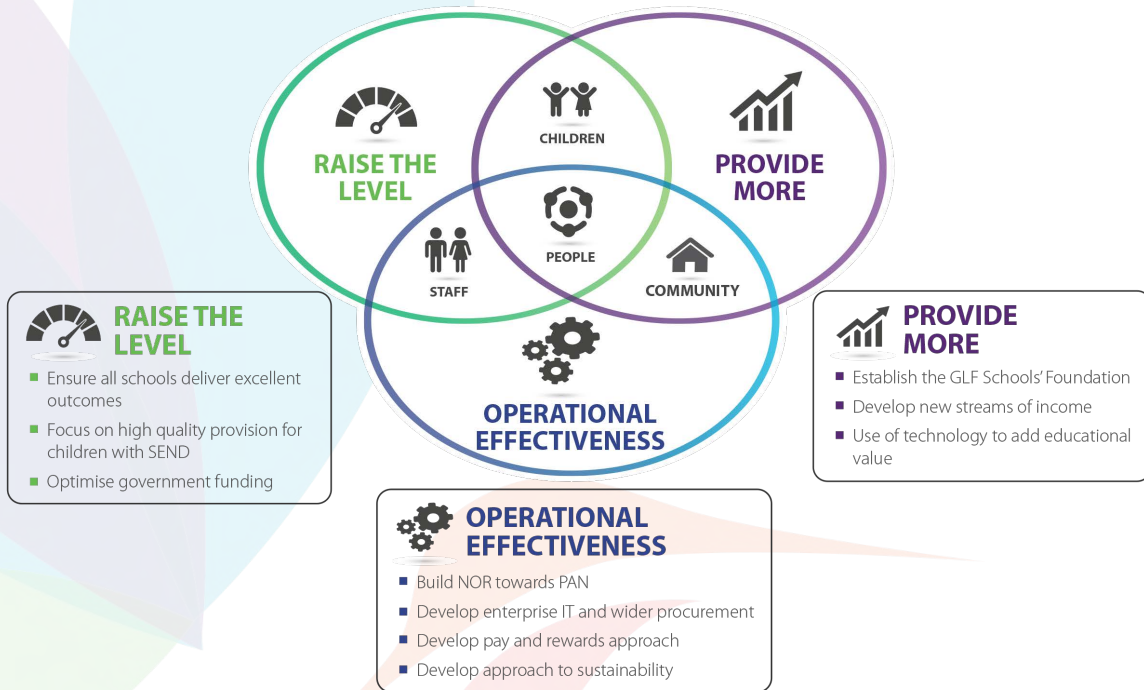 CHILDREN
RAISE THE
LEVEL
PROVIDE
MORE
PEOPLE
STAFF
COMMUNITY
OPERATIONAL
EFFECTIVENESS
RAISE THE
LEVEL
Ensure all schools deliver excellent
outcomes
Focus on high quality provision for
children with SEND
Optimise government funding
PROVIDE
MORE
Establish the GLF Schools’ Foundation
Develop new streams of income
Use of technology to add educational
value
OPERATIONAL
EFFECTIVENESS
Build NOR towards PAN
Develop enterprise IT and wider procurement
Develop pay and rewards approach
Develop approach to sustainability